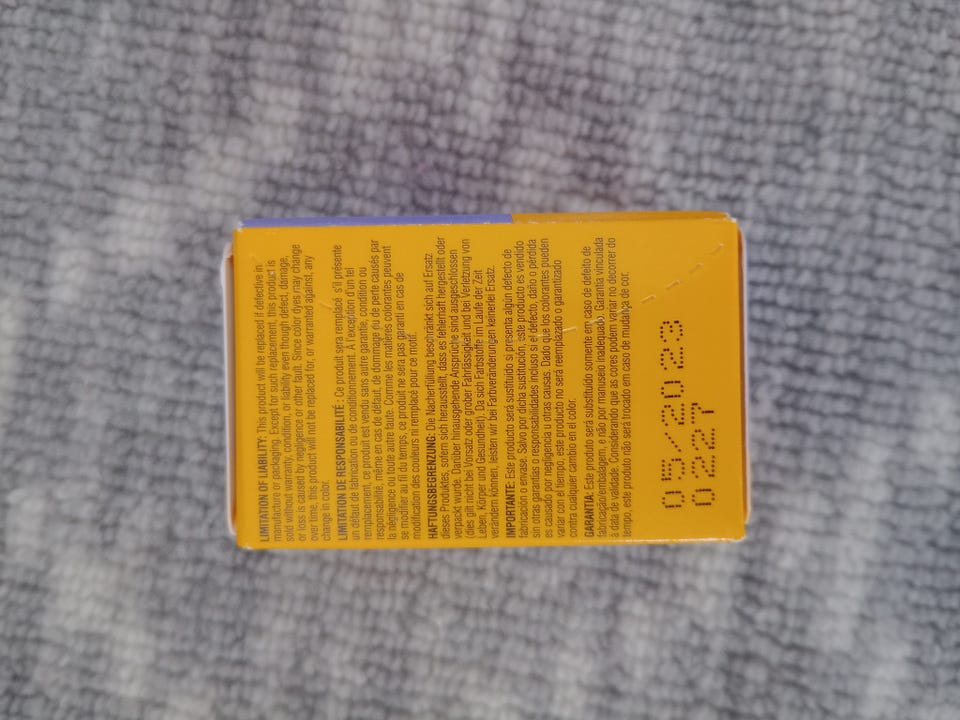 LIMITATION OF LIABILITY: This product will be replaced if defective in
manufacture or packaging. Except for such replacement, this product is
sold without warranty, condition, or liability even though defect, damage,
or loss is caused by negligence or other fault. Since color dyes may change
over time, this product will not be replaced for, or warranted against, any
change in color.
LIMITATION DE RESPONSABILITÉ : Ce produit sera remplacé s'il présente
un défaut de fabrication ou de conditionnement. À l'exception d'un tel
remplacement, ce produit est vendu sans autre garantie, condition ou
responsabilité, même en cas de défaut, de dommage ou de perte causés par
la négligence ou toute autre faute. Comme les matières colorantes peuvent
se modifier au fil du temps, ce produit ne sera pas garanti en cas de
modification des couleurs ni remplacé pour ce motif.
HAFTUNGSBEGRENZUNG: Die Nacherfüllung beschränkt sich auf Ersatz
dieses Produktes, sofern sich herausstellt, dass es fehlerhaft hergestellt oder
verpackt wurde. Darüber hinausgehende Ansprüche sind ausgeschlossen
(dies gilt nicht bei Vorsatz oder grober Fahrlässigkeit und bei Verletzung von
Leben, Körper und Gesundheit). Da sich Farbstoffe im Laufe der Zeit
verändern können, leisten wir bei Farbveränderungen keinerlei Ersatz.
IMPORTANTE: Este producto será sustituido si presenta algún defecto de
fabricación o envase. Salvo por dicha sustitución, este producto es vendido
sin otras garantías o responsabilidades incluso si el defecto, daño o pérdida
es causado por negligencia u otras causas. Dado que los colorantes pueden
variar con el tiempo, este producto no será reemplazado o garantizado
contra cualquier cambio en el color.
GARANTIA: Este produto será substituído somente em caso de defeito de
fabricação/embalagem, e não por manuseio inadequado. Garantia vinculada
à data de validade. Considerando que as cores podem variar no decorrer do
tempo, este produto não será trocado em caso de mudança de cor.
05/2023
0227